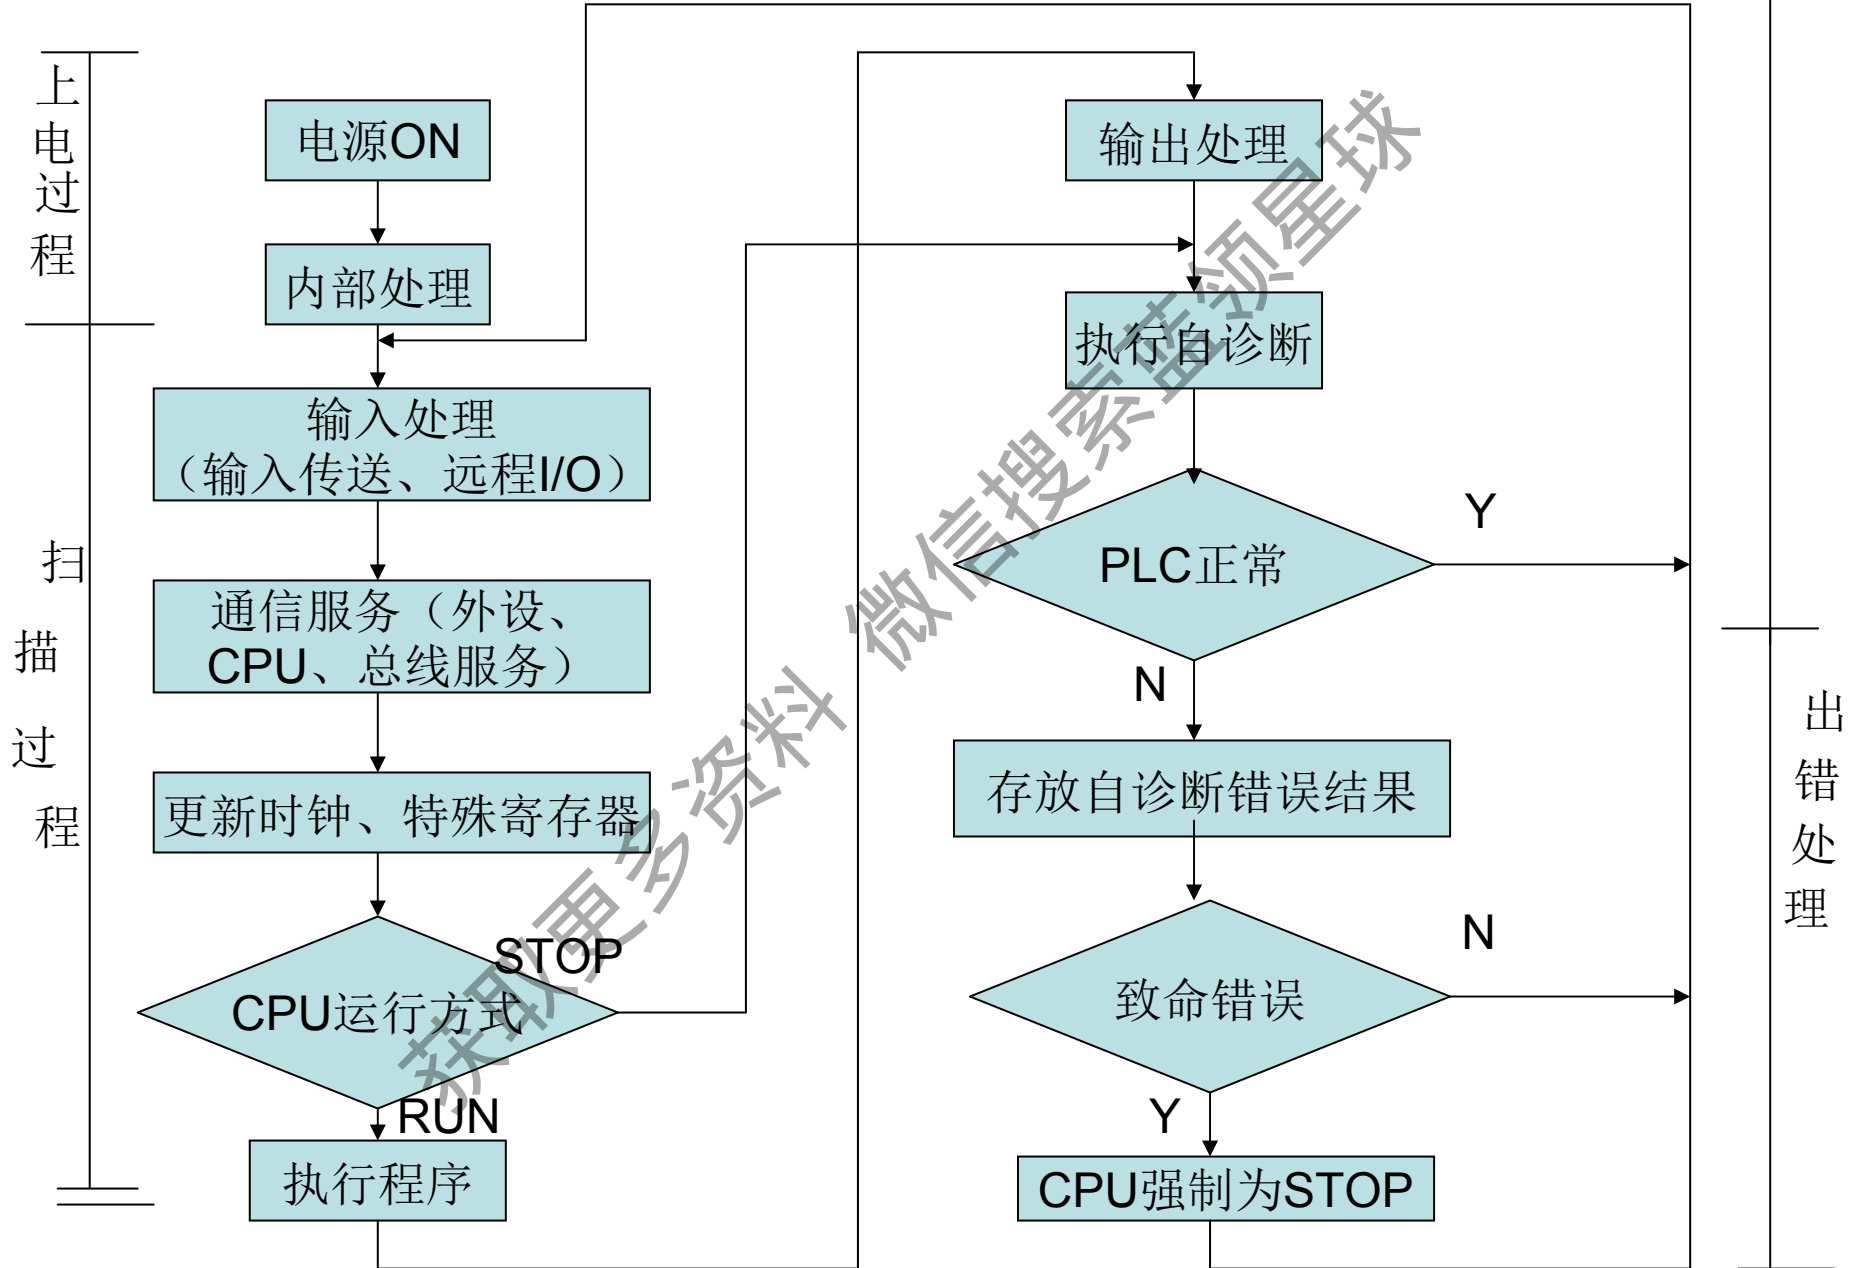 上电过程
扫描过程
电源ON
内部处理
输入处理
（输入传送、远程I/O）
通信服务（外设、
CPU、总线服务）
更新时钟、特殊寄存器
STOP
CPU运行方式
RUN
执行程序
输出处理
执行自诊断
Y
PLC正常
N
存放自诊断错误结果
N
致命错误
Y
CPU强制为STOP
出错处理
获取更多资料 微信搜索蓝领星球